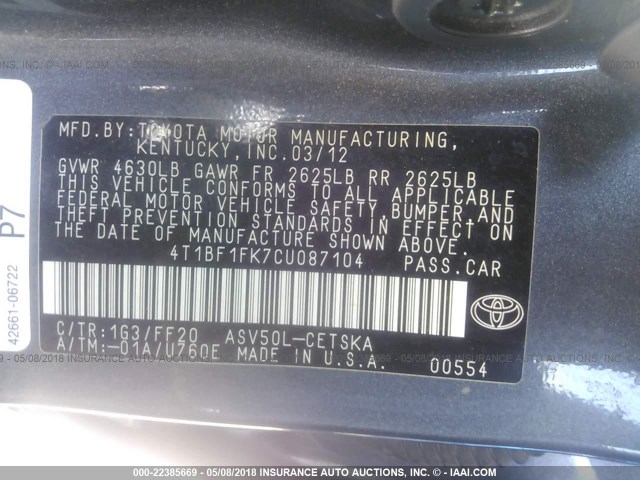 MFD.BY:TOYOTA MOTOR MANUFACTURING,
KENTUCKY, INC. 03/12
GVWR 4630LB GAWR FR 2625LB RR 2625LB
THIS VEHICLE CONFORMS TO ALL APPLICABLE
FEDERAL MOTOR VEHICLE SAFETY,BUMPER,AND
THEFT PREVENTION STANDARDS IN EFFECT ON
THE DATE OF MANUFACTURE SHOWN ABOVE.
4T1BF1FK7CU087104 PASS.CAR
C/TR:1G3/FF20 ASV50L-CETSKA
A/TM:-01A/U760E MADE IN U.S.A.
00554
TOYOTA
P7
42661-06722
000-22385669 - 05/08/2018 INSURANCE AUTO AUCTIONS, INC. - © - IAAI.COM